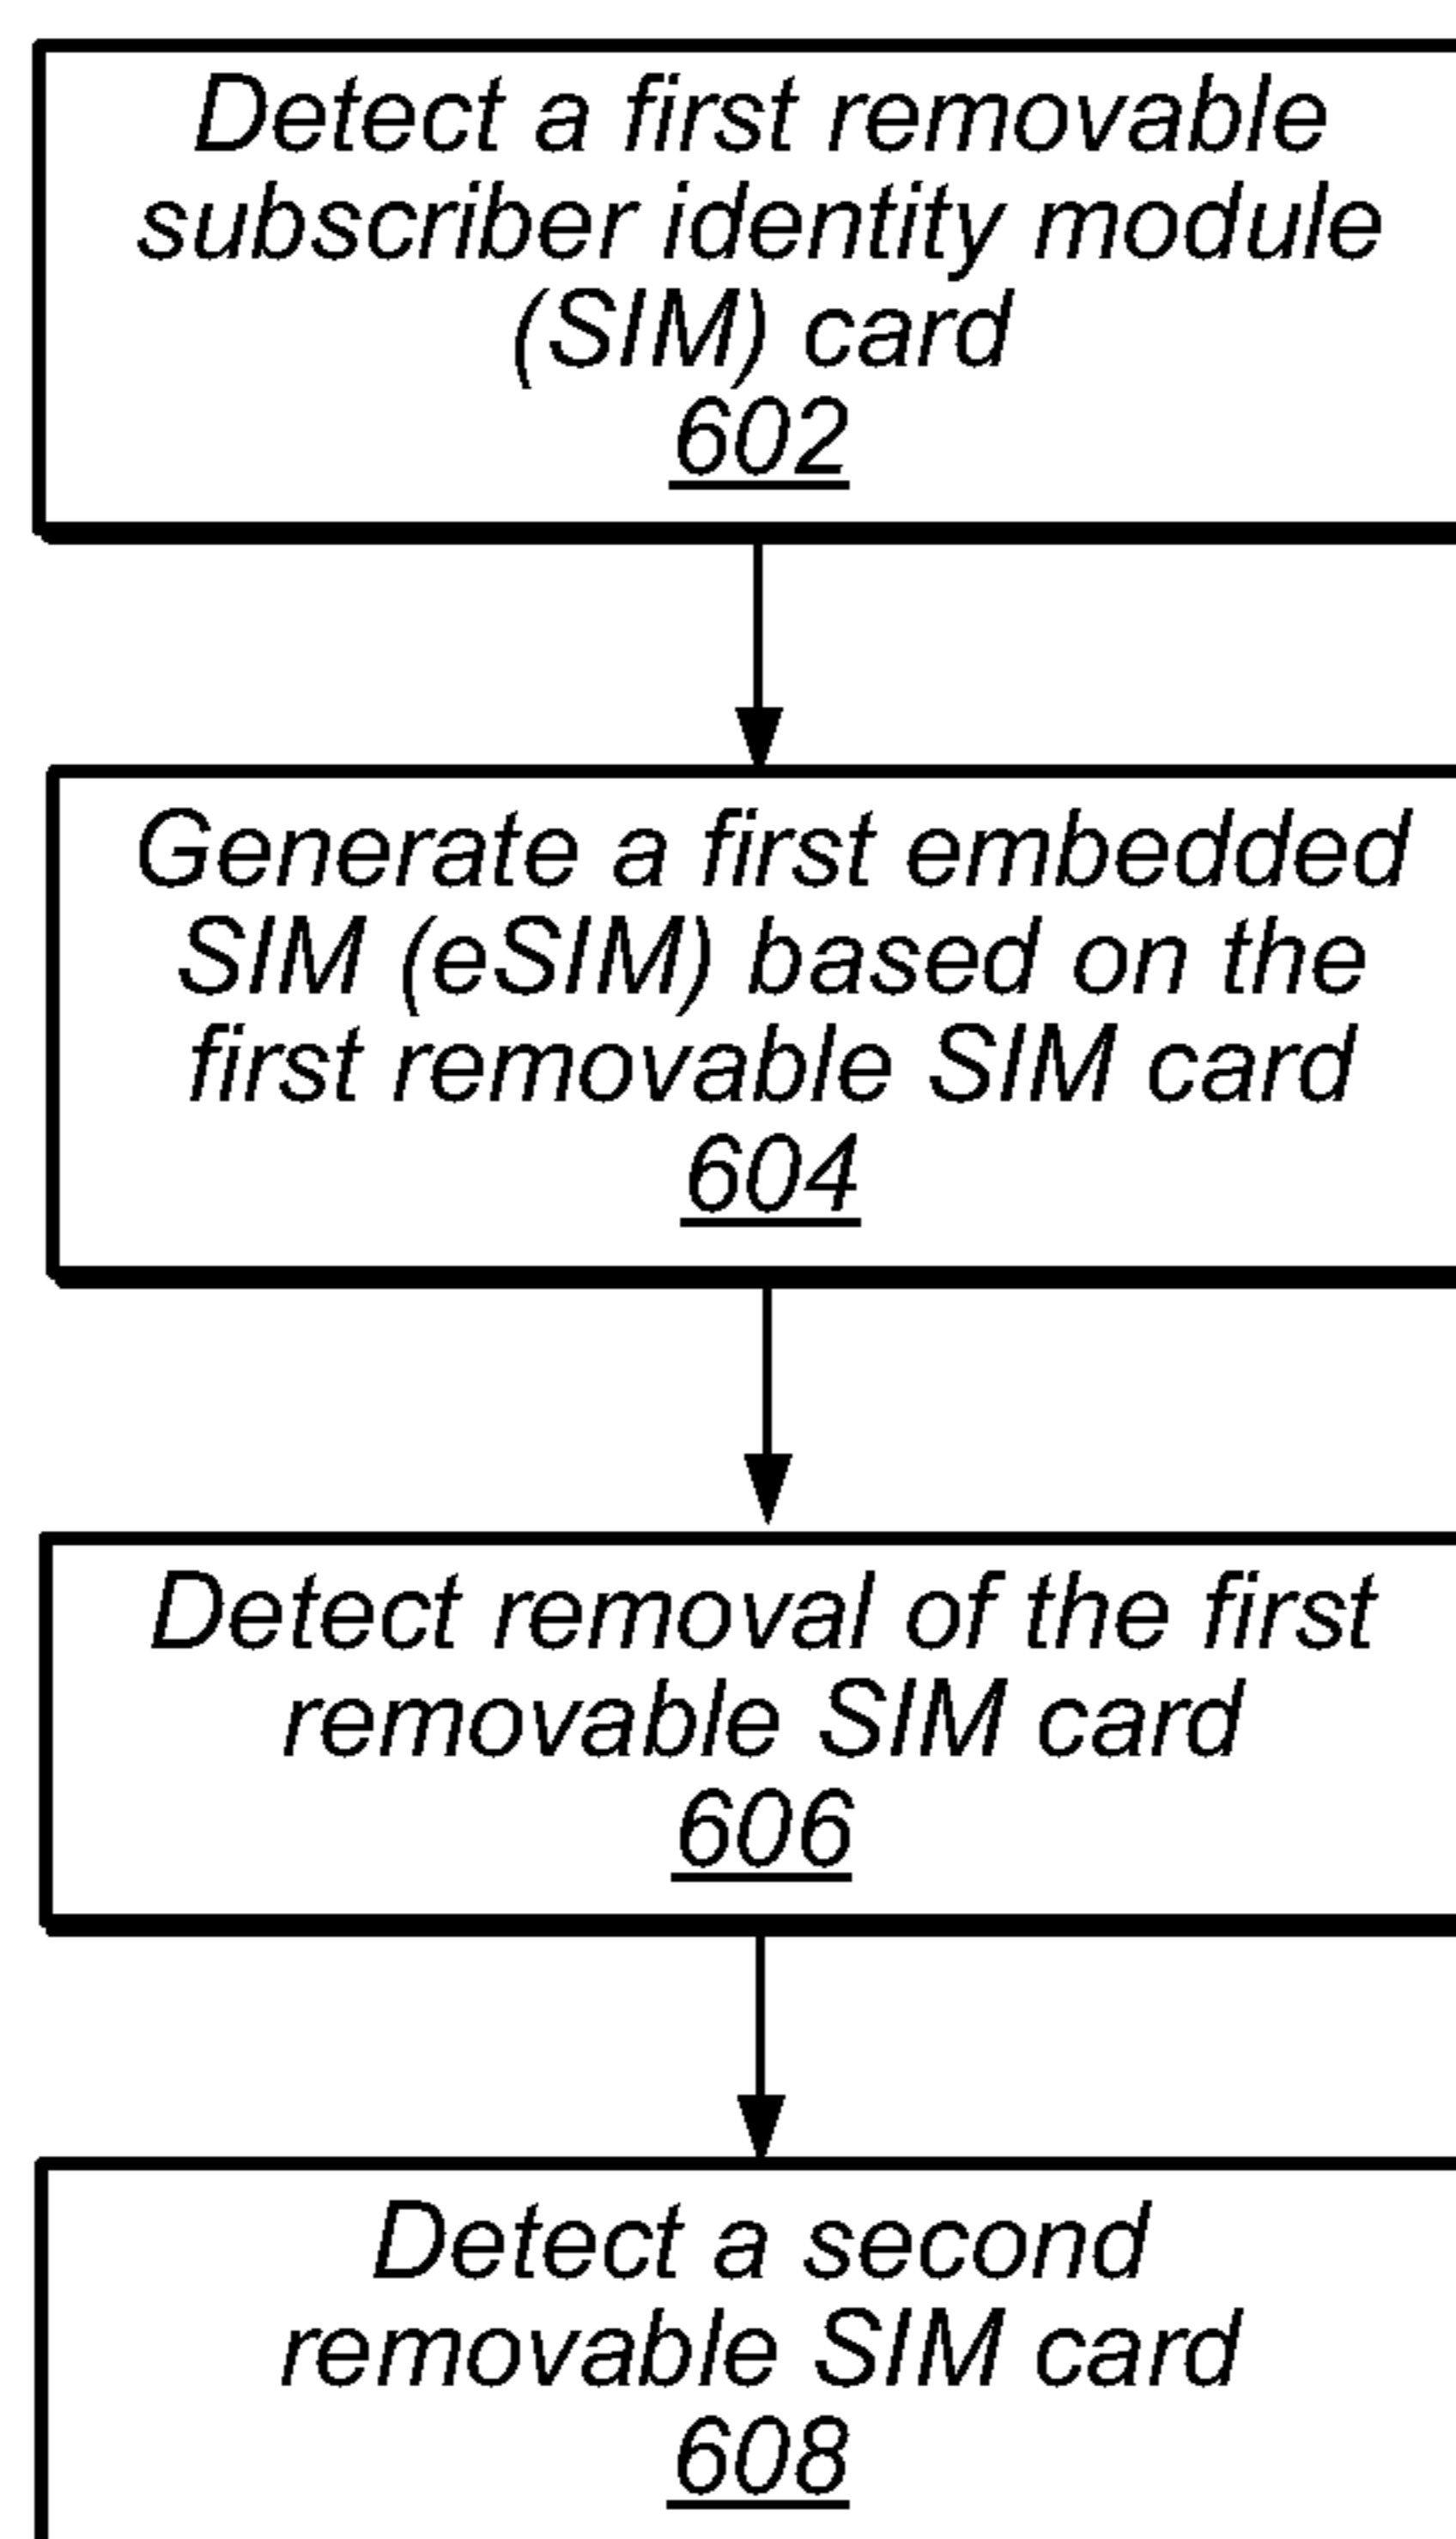 Detect a first removable
subscriber identity module
(SIM) card
602
Generate a first embedded
SIM (eSIM) based on the
first removable SIM card
604
Detect removal of the first
removable SIM card
606
Detect a second
removable SIM card
608